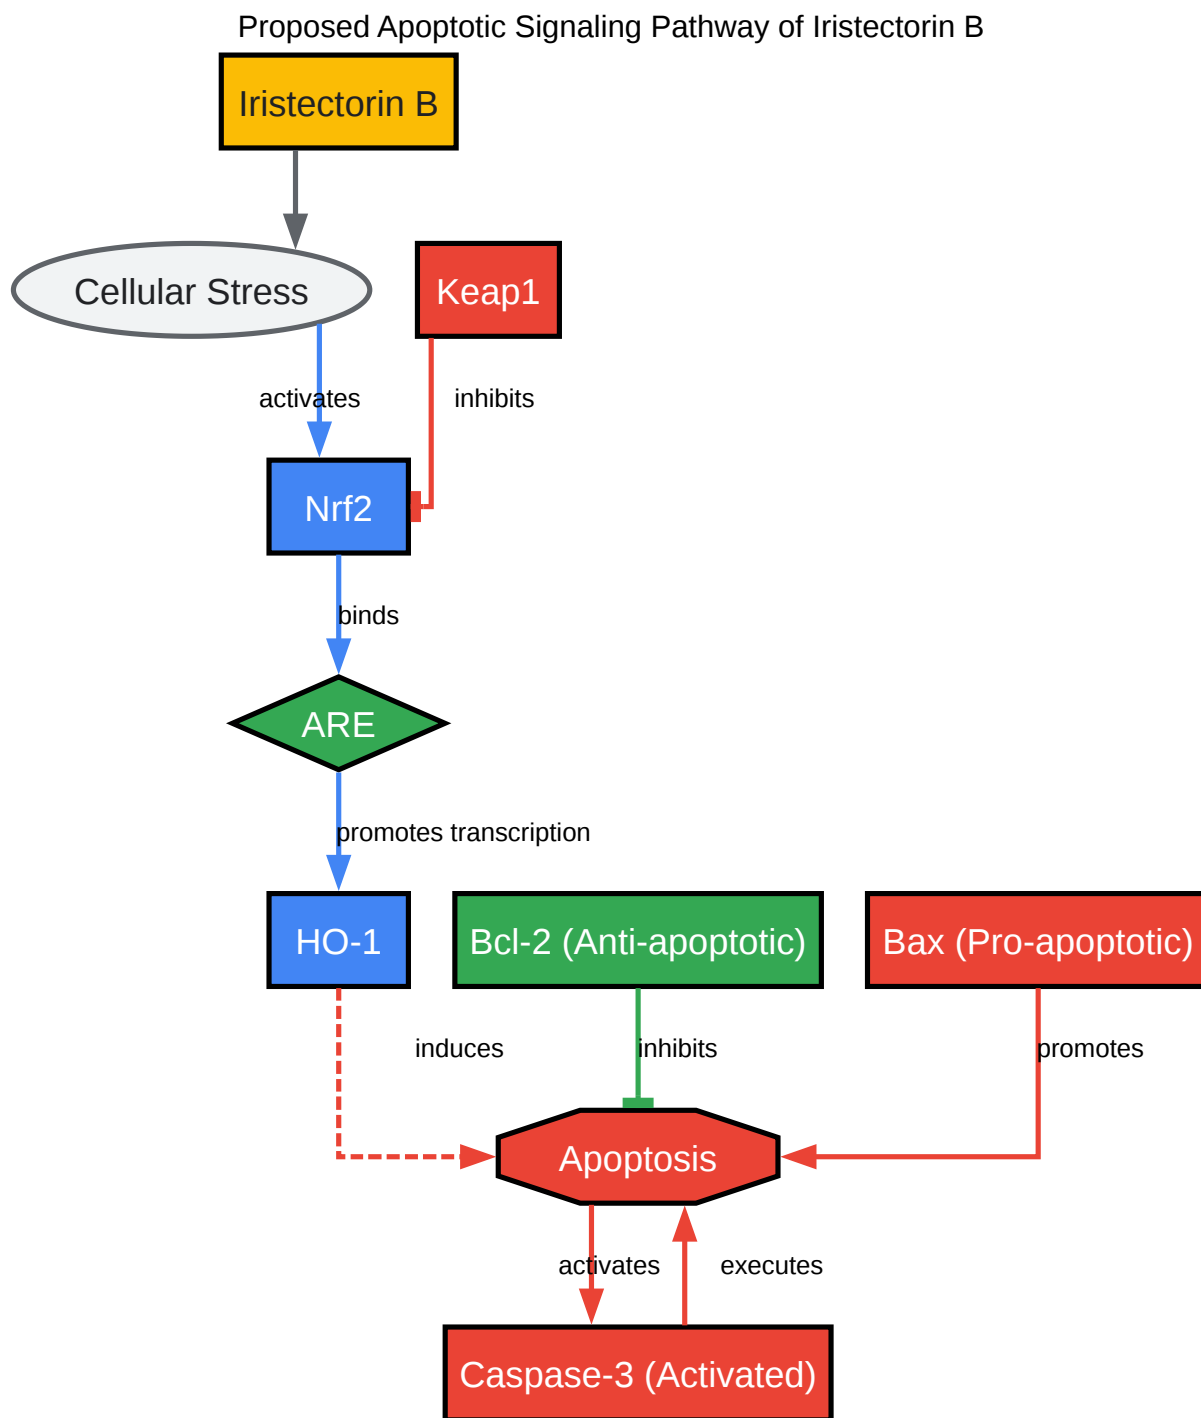 Proposed Apoptotic Signaling Pathway of Iristectorin B
Iristectorin B
Cellular Stress
Keap1
activates
inhibits
Nrf2
binds
ARE
promotes transcription
HO-1
Bcl-2 (Anti-apoptotic)
Bax (Pro-apoptotic)
induces
inhibits
promotes
Apoptosis
activates
executes
Caspase-3 (Activated)